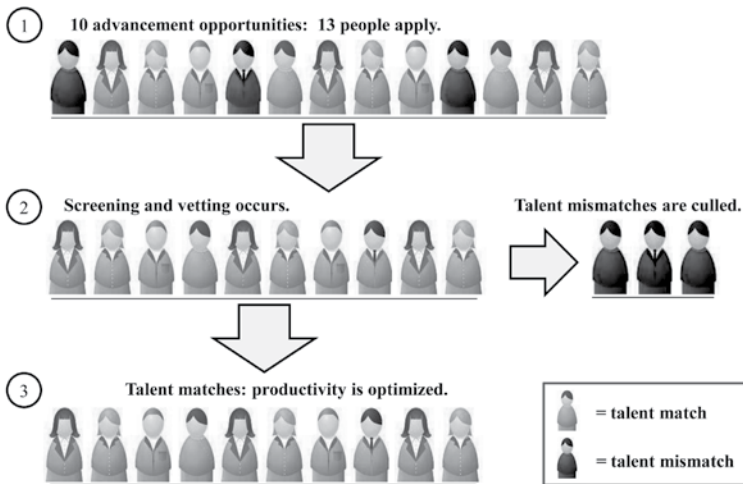 1
10 advancement opportunities: 13 people apply.
2
Screening and vetting occurs.
Talent mismatches are culled.
3
Talent matches: productivity is optimized.
= talent match
= talent mismatch